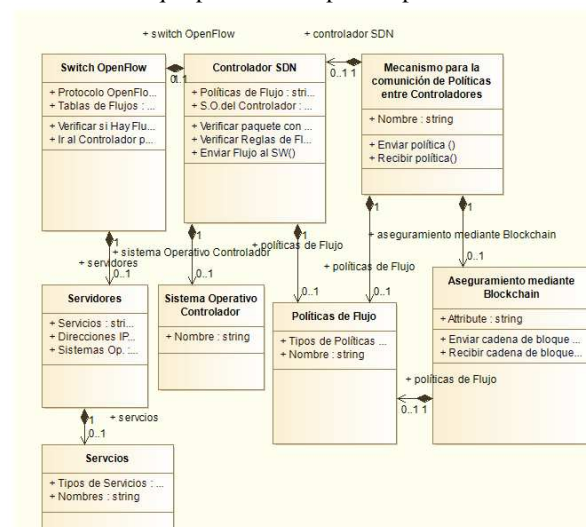 + switch OpenFlow
+ controlador SDN
Switch OpenFlow
+ Protocolo OpenFlo...
+ Tablas de Flujos : ...
+ Verificar si Hay Flu...
+ Ir al Controlador p...
0..1
1
Controlador SDN
+ Políticas de Flujo : stri...
+ S.O.del Controlador : ...
+ Verificar paquete con ...
+ Verificar Reglas de Fl...
+ Enviar Flujo al SW()
0..1 1
Mecanismo para la
comunición de Políticas
entre Controladores
+ Nombre : string
+ Enviar política ()
+ Recibir política()
1
1
1
1
1
+ sistema Operativo Controlador
+ servidores
+ políticas de Flujo
+ aseguramiento mediante Blockchain
+ políticas de Flujo
0..1
0..1
0..1
0..1
0..1
Servidores
+ Servicios : stri...
+ Direcciones IP...
+ Sistemas Op. :...
Sistema Operativo
Controlador
+ Nombre : string
Políticas de Flujo
+ Tipos de Políticas ...
+ Nombre : string
Aseguramiento mediante
Blockchain
+ Attribute : string
+ Enviar cadena de bloque ...
+ Recibir cadena de bloque...
+ políticas de Flujo
0..1 1
1
+ servcios
0..1
Servcios
+ Tipos de Servicios : ...
+ Nombres : string